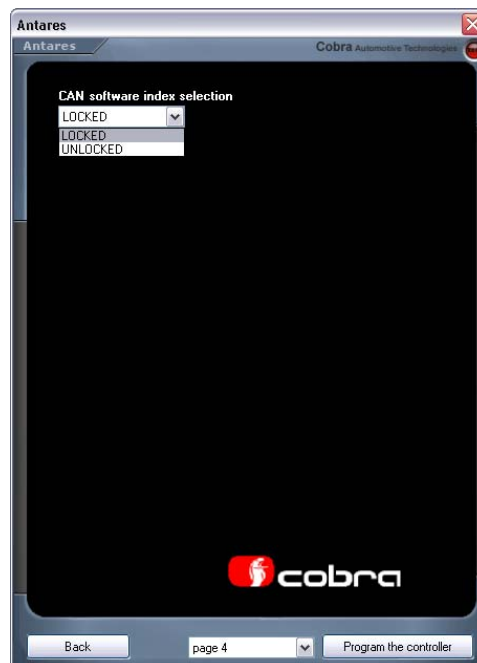 Antares
Antares
Cobra Automotive Technologies
CAN software index selection
LOCKED
LOCKED
UNLOCKED
cobra
Back
page 4
Program the controller